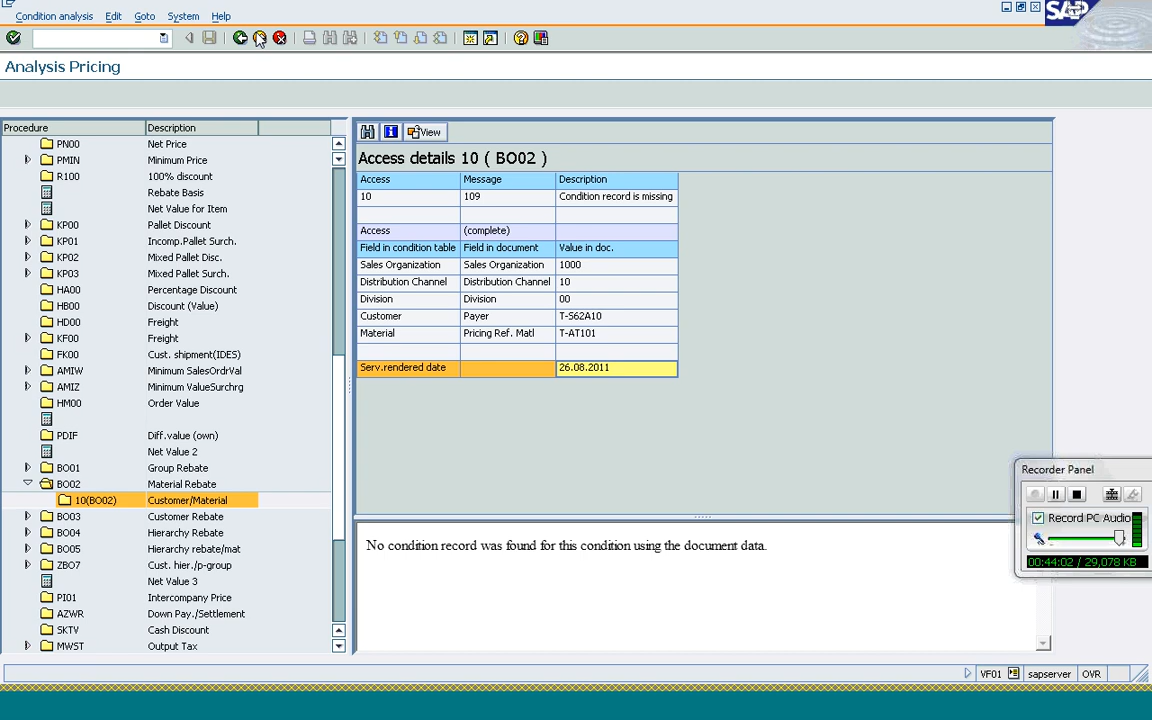 Condition analysis Edit Goto System Help
SAP
Analysis Pricing
Procedure Description
PN00 Net Price
PMIN Minimum Price
R100 100% discount
Rebate Basis
Net Value for Item
KP00 Pallet Discount
KP01 Incomp.Pallet Surch.
KP02 Mixed Pallet Disc.
KP03 Mixed Pallet Surch.
HA00 Percentage Discount
HB00 Discount (Value)
HD00 Freight
KF00 Freight
FK00 Cust. shipment(IDES)
AMIW Minimum SalesOrdrVal
AMIZ Minimum ValueSurchrg
HM00 Order Value
PDIF Diff.value (own)
Net Value 2
BO01 Group Rebate
BO02 Material Rebate
10(BO02) Customer/Material
BO03 Customer Rebate
BO04 Hierarchy Rebate
BO05 Hierarchy rebate/mat
ZBO7 Cust. hier./p-group
Net Value 3
PI01 Intercompany Price
AZWR Down Pay./Settlement
SKTV Cash Discount
MWST Output Tax
View
Access details 10 ( BO02 )
Access Message Description
10 109 Condition record is missing
Access (complete)
Field in condition table Field in document Value in doc.
Sales Organization Sales Organization 1000
Distribution Channel Distribution Channel 10
Division Division 00
Customer Payer T-S62A10
Material Pricing Ref. Matl T-AT101
Serv.rendered date 26.08.2011
No condition record was found for this condition using the document data.
Recorder Panel
Record PC Audio
00:44:02 / 29,078 KB
VF01 sapserver OVR